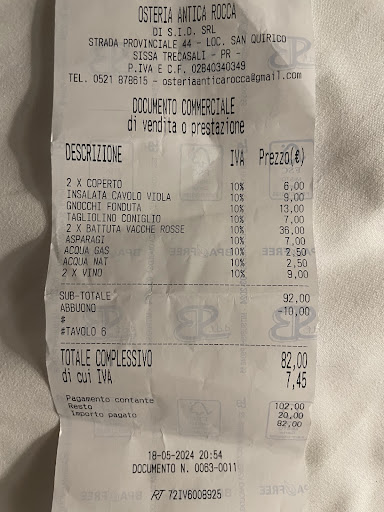 OSTERIA ANTICA ROCCA
DI S.I.D. SRL
STRADA PROVINCIALE 44 - LOC. SAN QUIRICO
SISSA TRECASALI - PR -
P.IVA E C.F. 02840340349
TEL. 0521 878615 - osteriaanticarocca@gmail.com
DOCUMENTO COMMERCIALE
di vendita o prestazione
DESCRIZIONE IVA Prezzo(€)
2 X COPERTO 10% 6,00
INSALATA CAVOLO VIOLA 10% 9,00
GNOCCHI FONDUTA 10% 13,00
TAGLIOLINO CONIGLIO 10% 7,00
2 X BATTUTA VACCHE ROSSE 10% 36,00
ASPARAGI 10% 7,00
ACQUA GAS 10% 2,50
ACQUA NAT 10% 2,50
2 X VINO 10% 9,00
SUB-TOTALE 92,00
ABBUONO -10,00
#
#TAVOLO 6
TOTALE COMPLESSIVO 82,00
di cui IVA 7,45
Pagamento contante 102,00
Resto 20,00
Importo pagato 82,00
18-05-2024 20:54
DOCUMENTO N. 0063-0011
RT 72IV6008925